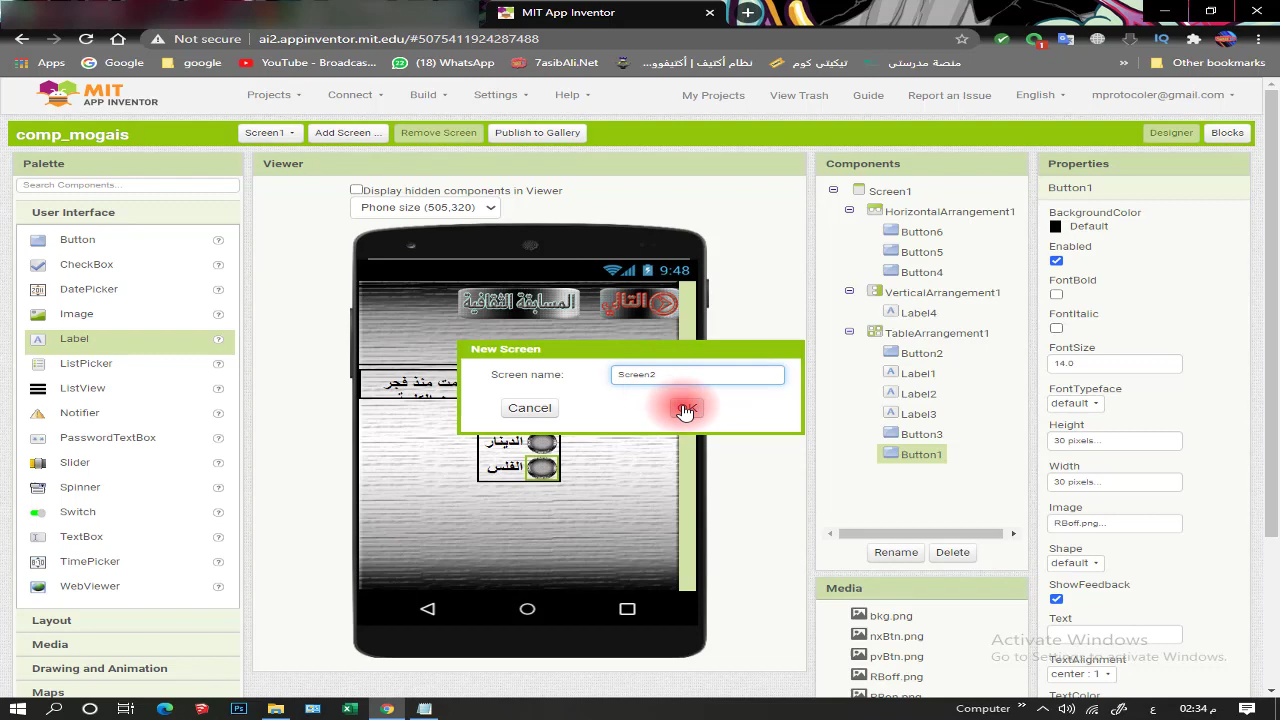 MIT App Inventor
Not secure
ai2.appinventor.mit.edu/#5075411924287488
Apps
Google
google
YouTube - Broadcas...
(22) WhatsApp
7asibAli.Net
نظام أكتيف | أكتيفوو...
تيكيتي كوم
منصة مدرستي
Other bookmarks
MIT
APP INVENTOR
Projects
Connect
Build
Settings
Help
My Projects
View Trash
Guide
Report an Issue
English
mprotocoler@gmail.com
comp_mogais
Screen1
Add Screen ...
Remove Screen
Publish to Gallery
Designer
Blocks
Palette
Search Components...
User Interface
Button
CheckBox
DatePicker
Image
Label
ListPicker
ListView
Notifier
PasswordTextBox
Slider
Spinner
Switch
TextBox
TimePicker
WebViewer
Layout
Media
Drawing and Animation
Maps
Viewer
Display hidden components in Viewer
Phone size (505,320)
9:48
المسابقة الثقافية
التالي
مت منذ فجر
New Screen
Screen name:
Screen2
Cancel
OK
الدينار
الفلس
Components
Screen1
HorizontalArrangement1
Button6
Button5
Button4
VerticalArrangement1
Label4
TableArrangement1
Button2
Label1
Label2
Label3
Button3
Button1
Rename
Delete
Media
bkg.png
nxBtn.png
pvBtn.png
RBoff.png
RBon.png
Properties
Button1
BackgroundColor
Default
Enabled
FontBold
FontItalic
FontSize
14.0
FontTypeface
default
Height
30 pixels...
Width
30 pixels...
Image
RBoff.png...
Shape
default
ShowFeedback
Text
TextAlignment
center : 1
TextColor
Activate Windows
Go to Settings to activate Windows.
Computer
ع
02:34 م